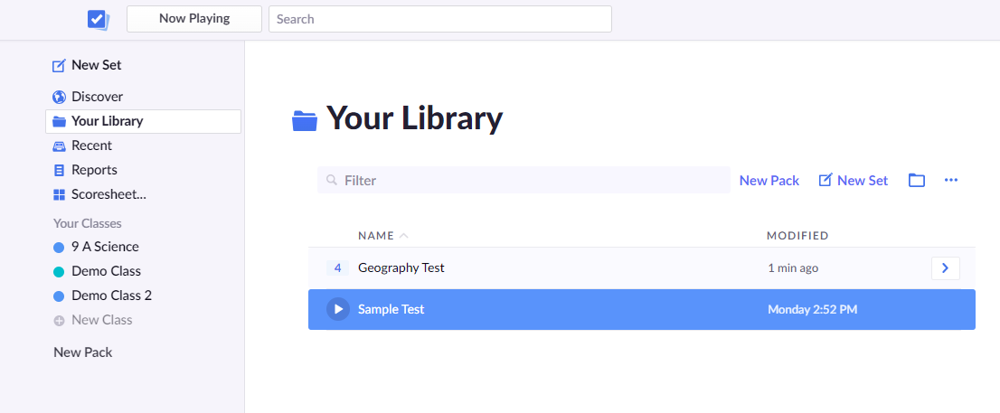 Now Playing
Search
New Set
Discover
Your Library
Recent
Reports
Scoresheet...
Your Classes
9 A Science
Demo Class
Demo Class 2
New Class
New Pack
Your Library
Filter
New Pack
New Set
NAME
MODIFIED
4
Geography Test
1 min ago
Sample Test
Monday 2:52 PM